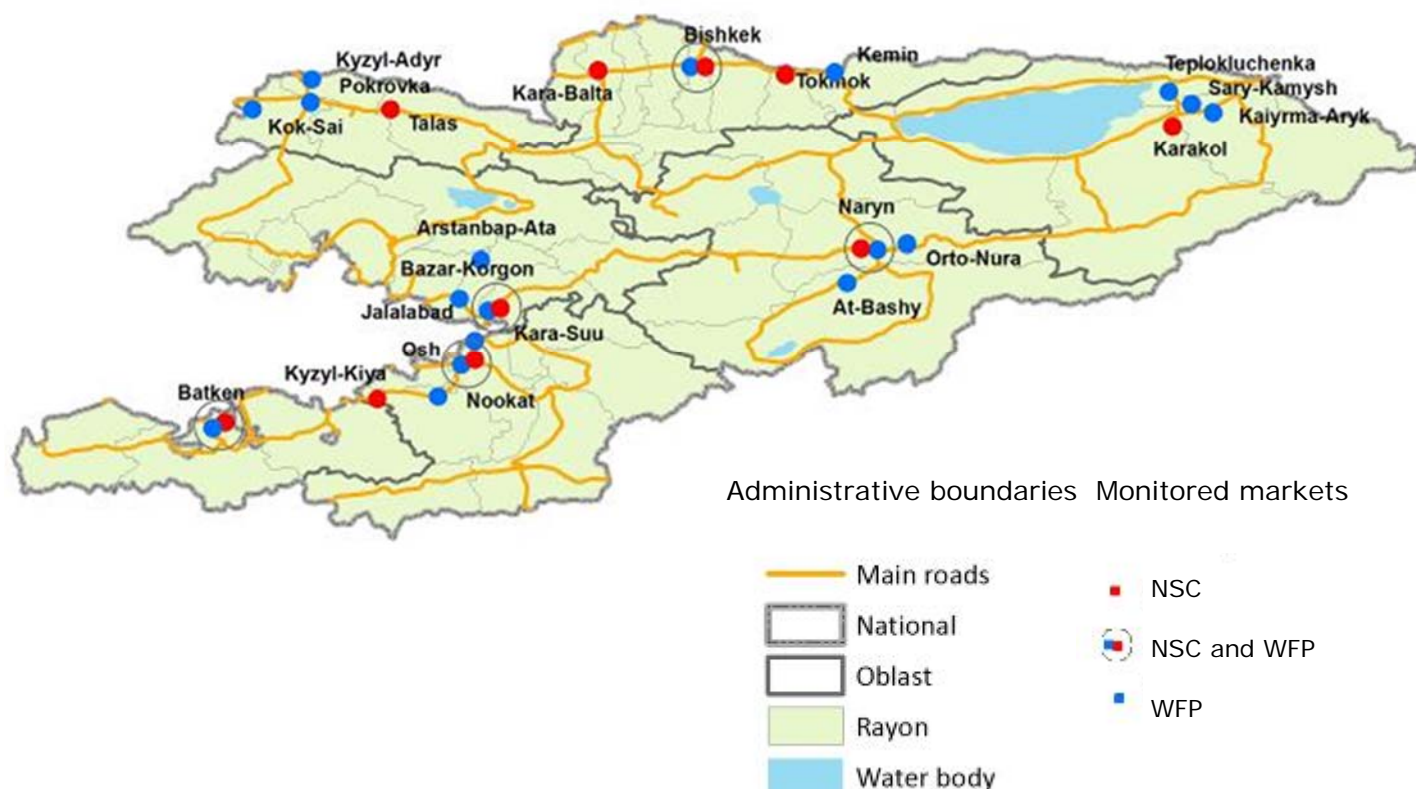 Bishkek
Kyzyl-Adyr
Kemin
Pokrovka
Teplokluchenka
Kara-Balta
Tokmok
Sary-Kamysh
Kok-Sai
Talas
Kaiyrma-Aryk
Karakol
Naryn
Arstanbap-Ata
Orto-Nura
Bazar-Korgon
Jalalabad
At-Bashy
Kara-Suu
Osh
Kyzyl-Kiya
Batken
Nookat
Administrative boundaries
Main roads
National
Oblast
Rayon
Water body
Monitored markets
NSC
NSC and WFP
WFP